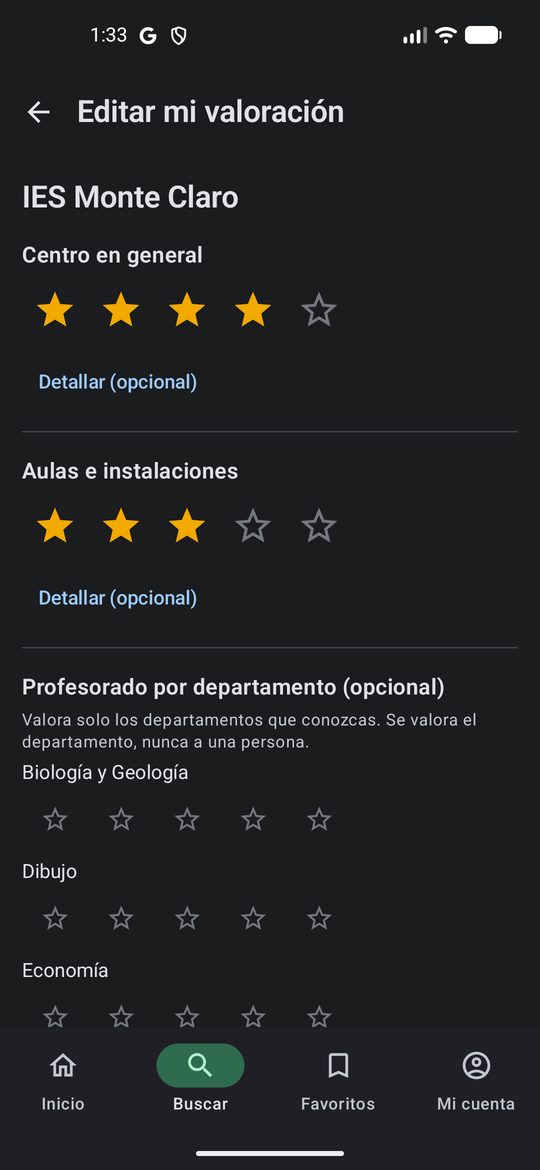 1:33
Editar mi valoración
IES Monte Claro
Centro en general
Detallar (opcional)
Aulas e instalaciones
Detallar (opcional)
Profesorado por departamento (opcional)
Valora solo los departamentos que conozcas. Se valora el
departamento, nunca a una persona.
Biología y Geología
Dibujo
Economía
Inicio
Buscar
Favoritos
Mi cuenta